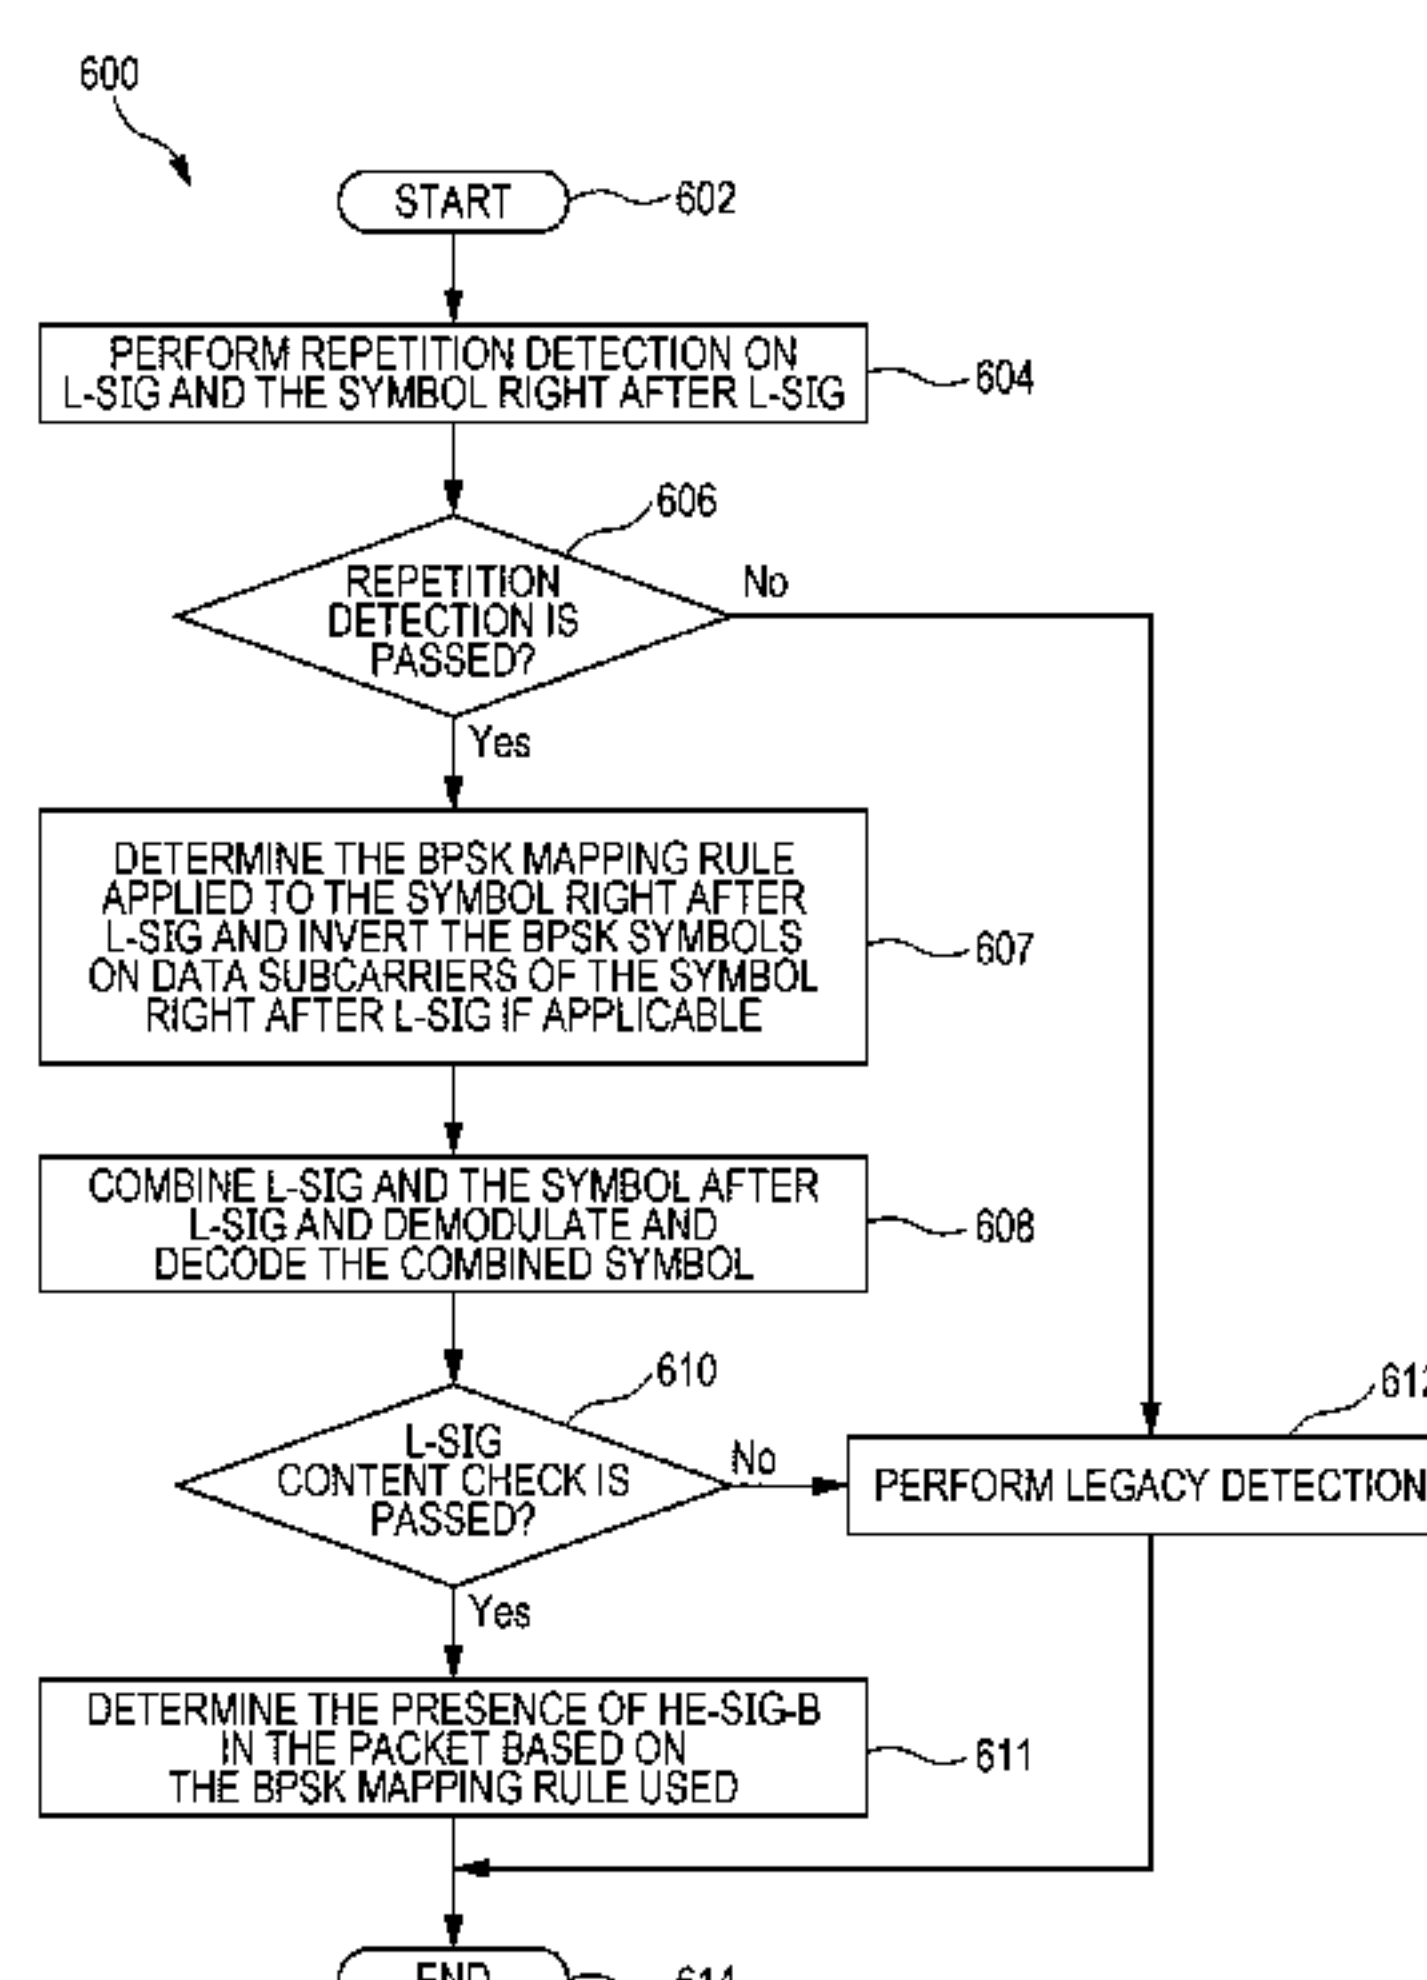 600
START
602
PERFORM REPETITION DETECTION ON
L-SIG AND THE SYMBOL RIGHT AFTER L-SIG
604
606
REPETITION
DETECTION IS
PASSED?
No
Yes
DETERMINE THE BPSK MAPPING RULE
APPLIED TO THE SYMBOL RIGHT AFTER
L-SIG AND INVERT THE BPSK SYMBOLS
ON DATA SUBCARRIERS OF THE SYMBOL
RIGHT AFTER L-SIG IF APPLICABLE
607
COMBINE L-SIG AND THE SYMBOL AFTER
L-SIG AND DEMODULATE AND
DECODE THE COMBINED SYMBOL
608
610
L-SIG
CONTENT CHECK IS
PASSED?
No
612
PERFORM LEGACY DETECTION
Yes
DETERMINE THE PRESENCE OF HE-SIG-B
IN THE PACKET BASED ON
THE BPSK MAPPING RULE USED
611
END
614